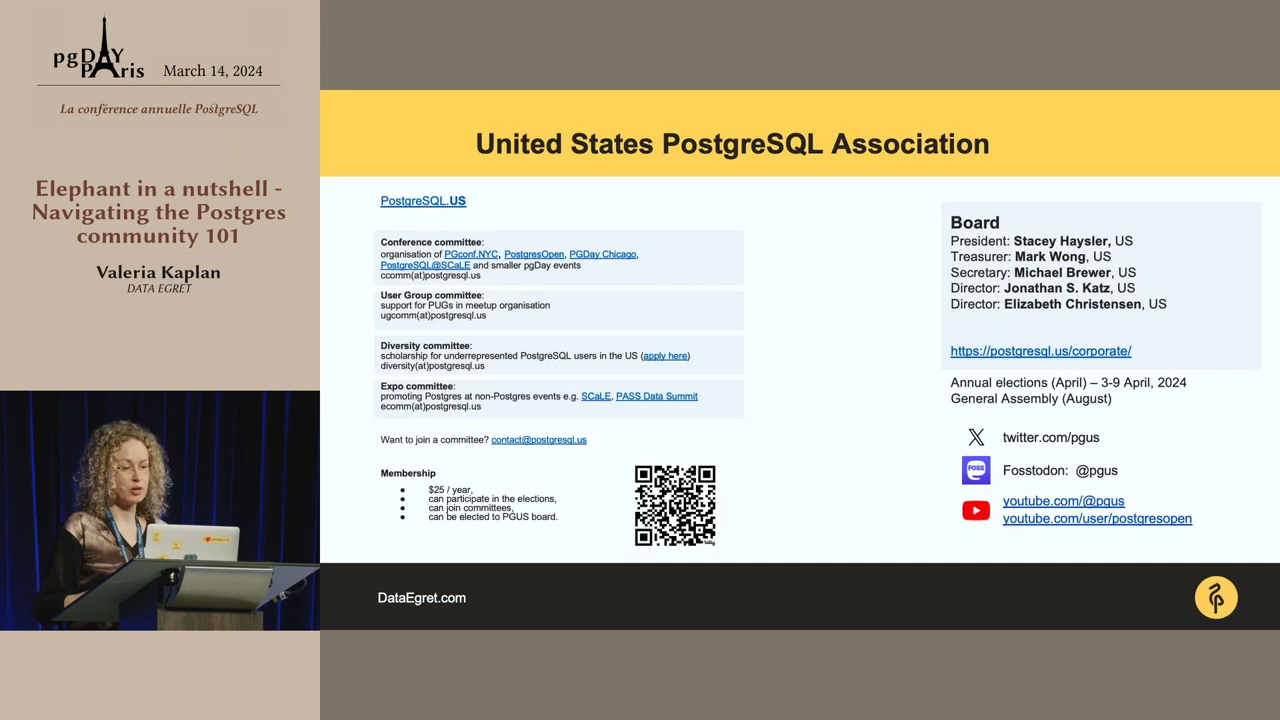 pgDAY
PAris
March 14, 2024
La conférence annuelle PostgreSQL
Elephant in a nutshell -
Navigating the Postgres
community 101
Valeria Kaplan
DATA EGRET
United States PostgreSQL Association
PostgreSQL.US
Conference committee:
organisation of PGconf.NYC, PostgresOpen, PGDay Chicago,
PostgreSQL@SCaLE and smaller pgDay events
ccomm(at)postgresql.us
User Group committee:
support for PUGs in meetup organisation
ugcomm(at)postgresql.us
Diversity committee:
scholarship for underrepresented PostgreSQL users in the US (apply here)
diversity(at)postgresql.us
Expo committee:
promoting Postgres at non-Postgres events e.g. SCaLE, PASS Data Summit
ecomm(at)postgresql.us
Want to join a committee? contact@postgresql.us
Membership
● $25 / year,
● can participate in the elections,
● can join committees,
● can be elected to PGUS board.
Board
President: Stacey Haysler, US
Treasurer: Mark Wong, US
Secretary: Michael Brewer, US
Director: Jonathan S. Katz, US
Director: Elizabeth Christensen, US
https://postgresql.us/corporate/
Annual elections (April) – 3-9 April, 2024
General Assembly (August)
twitter.com/pgus
FOSS
Fosstodon: @pgus
youtube.com/@pgus
youtube.com/user/postgresopen
DataEgret.com